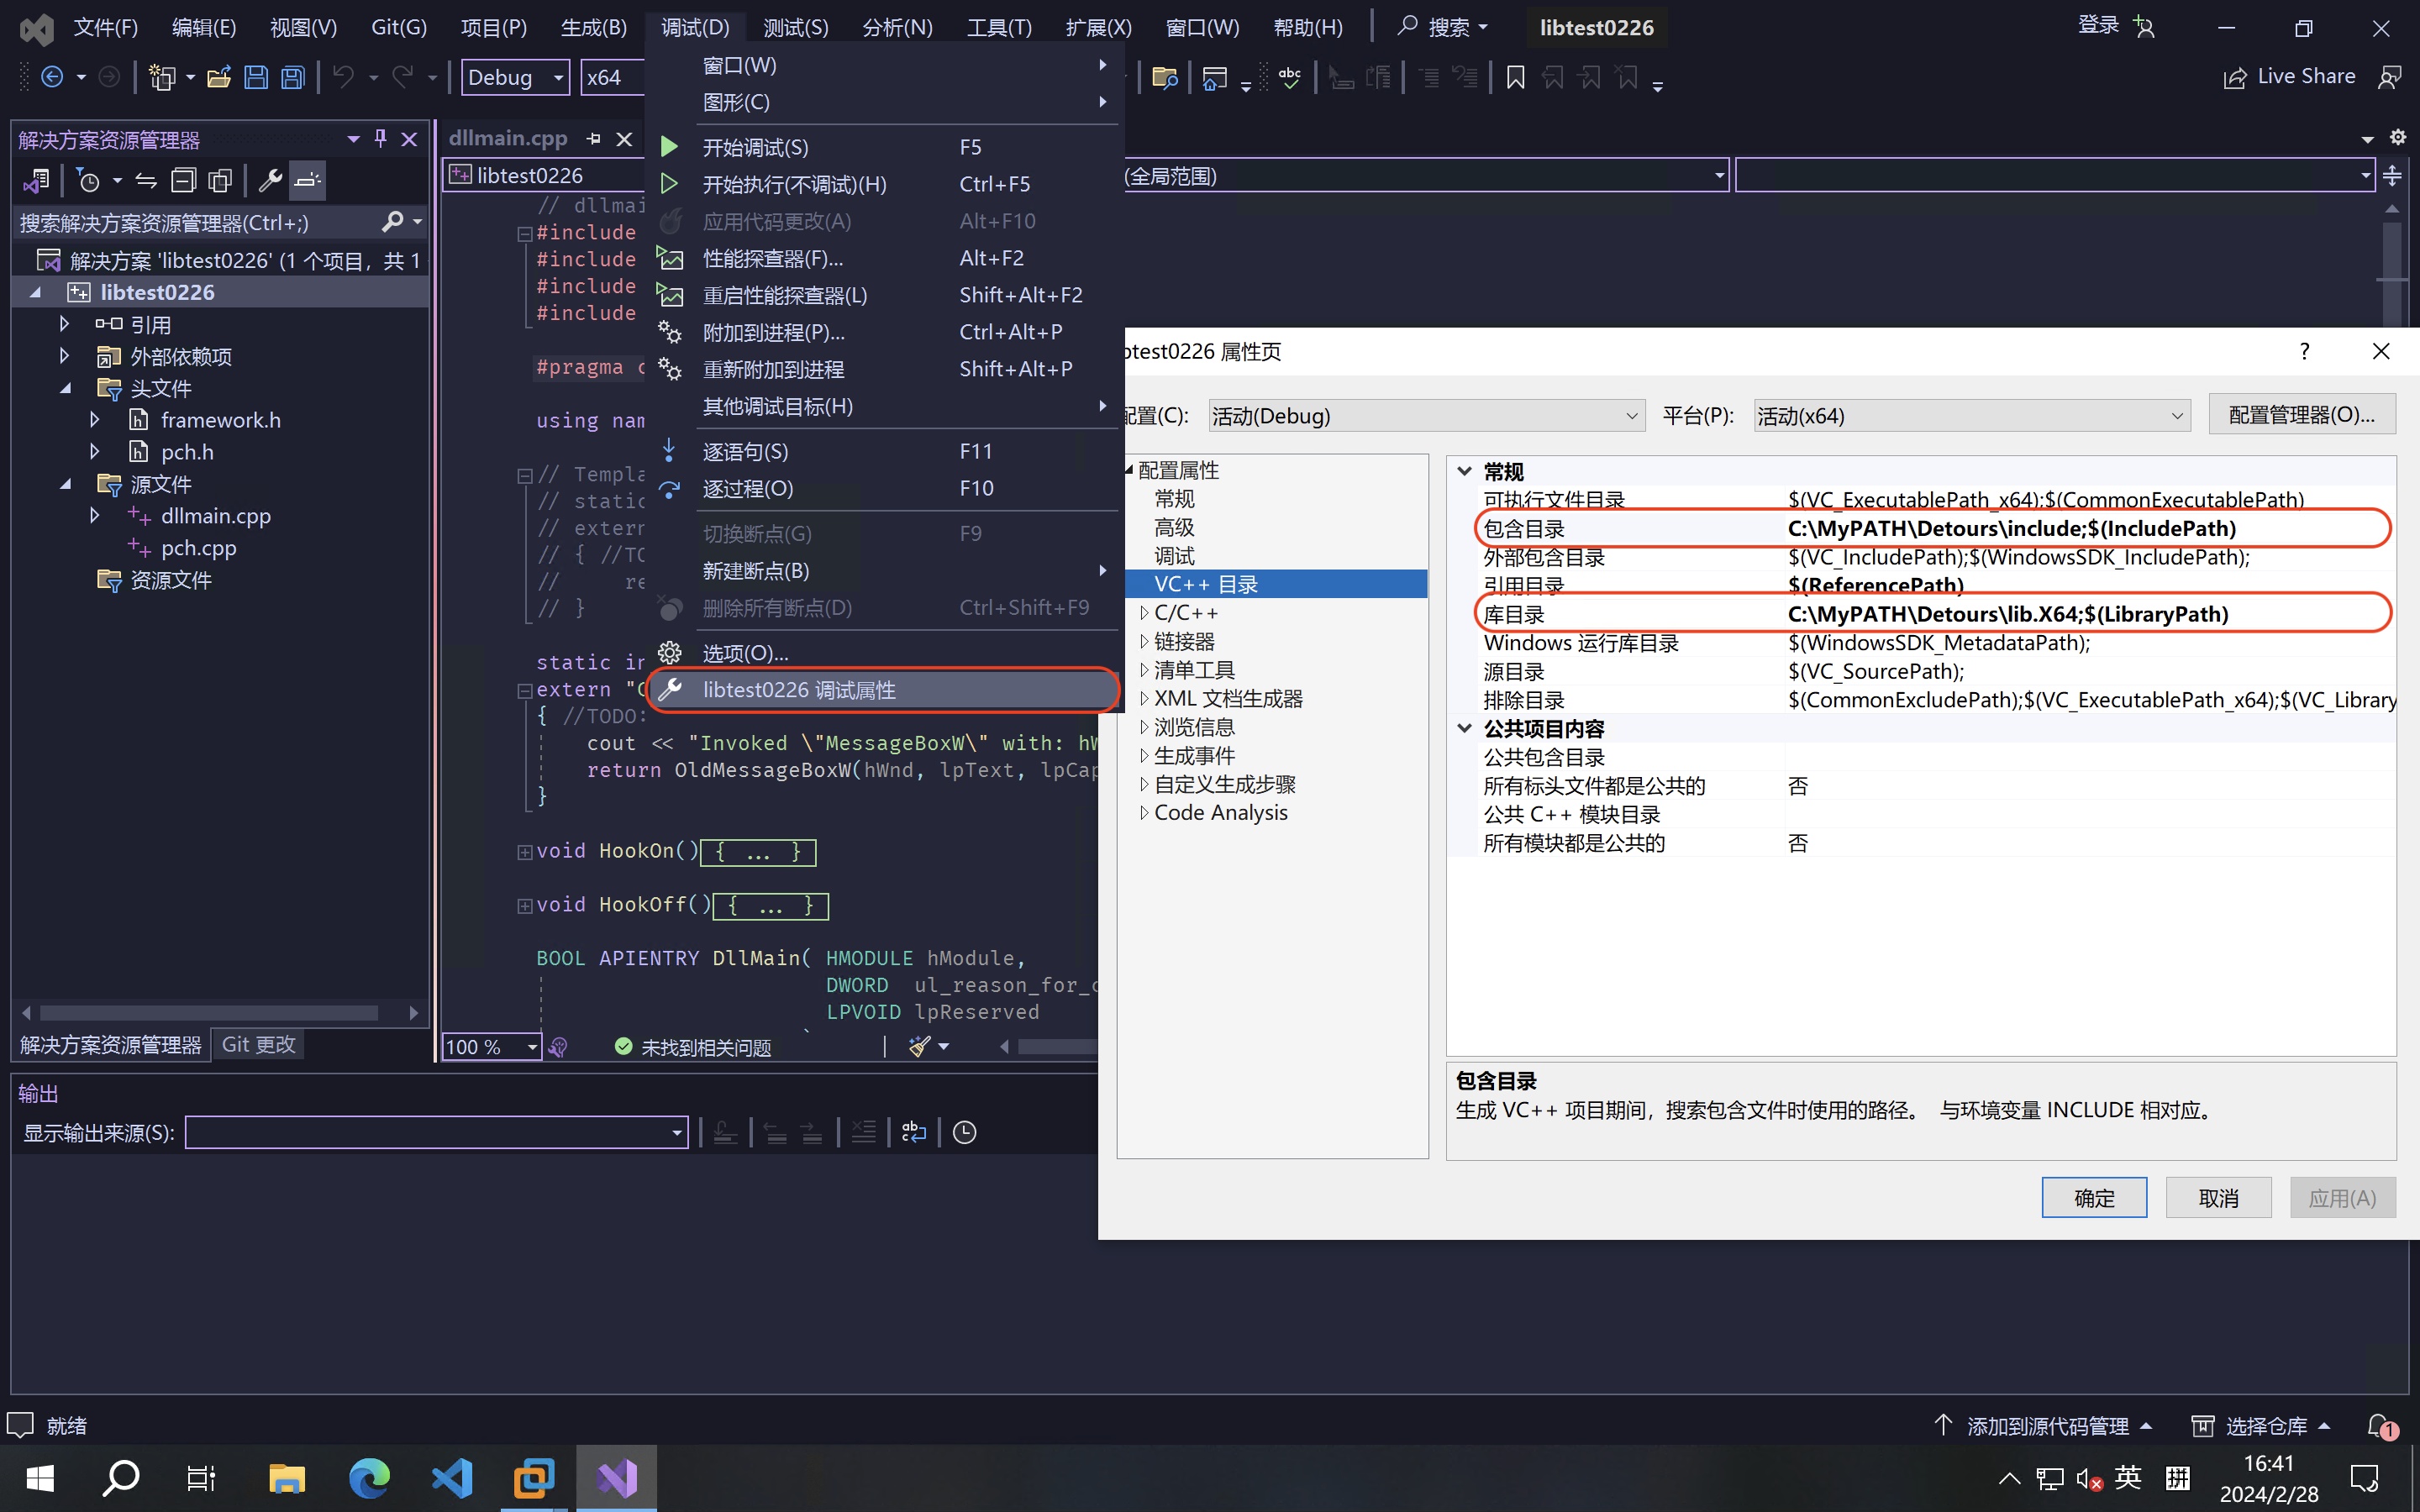 文件(F) 编辑(E) 视图(V) Git(G) 项目(P) 生成(B) 调试(D) 测试(S) 分析(N) 工具(T) 扩展(X) 窗口(W) 帮助(H) 搜索 libtest0226 登录
Debug x64 Live Share
解决方案资源管理器
搜索解决方案资源管理器(Ctrl+;)
解决方案 'libtest0226' (1 个项目，共 1
libtest0226
引用
外部依赖项
头文件
framework.h
pch.h
源文件
dllmain.cpp
pch.cpp
资源文件
解决方案资源管理器 Git 更改
dllmain.cpp
libtest0226
(全局范围)
// dllmai
#include
#include
#include
#include
#pragma c
using nam
// Templa
// static
// extern
// { //TO
// re
// }
static in
extern "C
{ //TODO:
cout << "Invoked \"MessageBoxW\" with: hW
return OldMessageBoxW(hWnd, lpText, lpCap
}
void HookOn(){ ... }
void HookOff(){ ... }
BOOL APIENTRY DllMain( HMODULE hModule,
DWORD ul_reason_for_c
LPVOID lpReserved
100 % 未找到相关问题
窗口(W)
图形(C)
开始调试(S) F5
开始执行(不调试)(H) Ctrl+F5
应用代码更改(A) Alt+F10
性能探查器(F)... Alt+F2
重启性能探查器(L) Shift+Alt+F2
附加到进程(P)... Ctrl+Alt+P
重新附加到进程 Shift+Alt+P
其他调试目标(H)
逐语句(S) F11
逐过程(O) F10
切换断点(G) F9
新建断点(B)
删除所有断点(D) Ctrl+Shift+F9
选项(O)...
libtest0226 调试属性
btest0226 属性页 ?
配置(C): 活动(Debug) 平台(P): 活动(x64) 配置管理器(O)...
配置属性
常规
高级
调试
VC++ 目录
C/C++
链接器
清单工具
XML 文档生成器
浏览信息
生成事件
自定义生成步骤
Code Analysis
常规
可执行文件目录 $(VC_ExecutablePath_x64);$(CommonExecutablePath)
包含目录 C:\MyPATH\Detours\include;$(IncludePath)
外部包含目录 $(VC_IncludePath);$(WindowsSDK_IncludePath);
引用目录 $(ReferencePath)
库目录 C:\MyPATH\Detours\lib.X64;$(LibraryPath)
Windows 运行库目录 $(WindowsSDK_MetadataPath);
源目录 $(VC_SourcePath);
排除目录 $(CommonExcludePath);$(VC_ExecutablePath_x64);$(VC_Library
公共项目内容
公共包含目录
所有标头文件都是公共的 否
公共 C++ 模块目录
所有模块都是公共的 否
包含目录
生成 VC++ 项目期间，搜索包含文件时使用的路径。 与环境变量 INCLUDE 相对应。
确定 取消 应用(A)
输出
显示输出来源(S):
就绪 添加到源代码管理 选择仓库 1
英 拼 16:41
2024/2/28